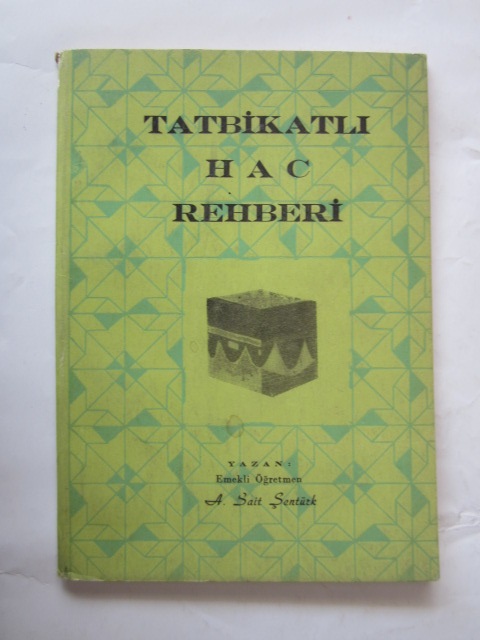 TATBİKATLI
HAC
REHBERİ
YAZAN:
Emekli Öğretmen
A. Sait Şentürk